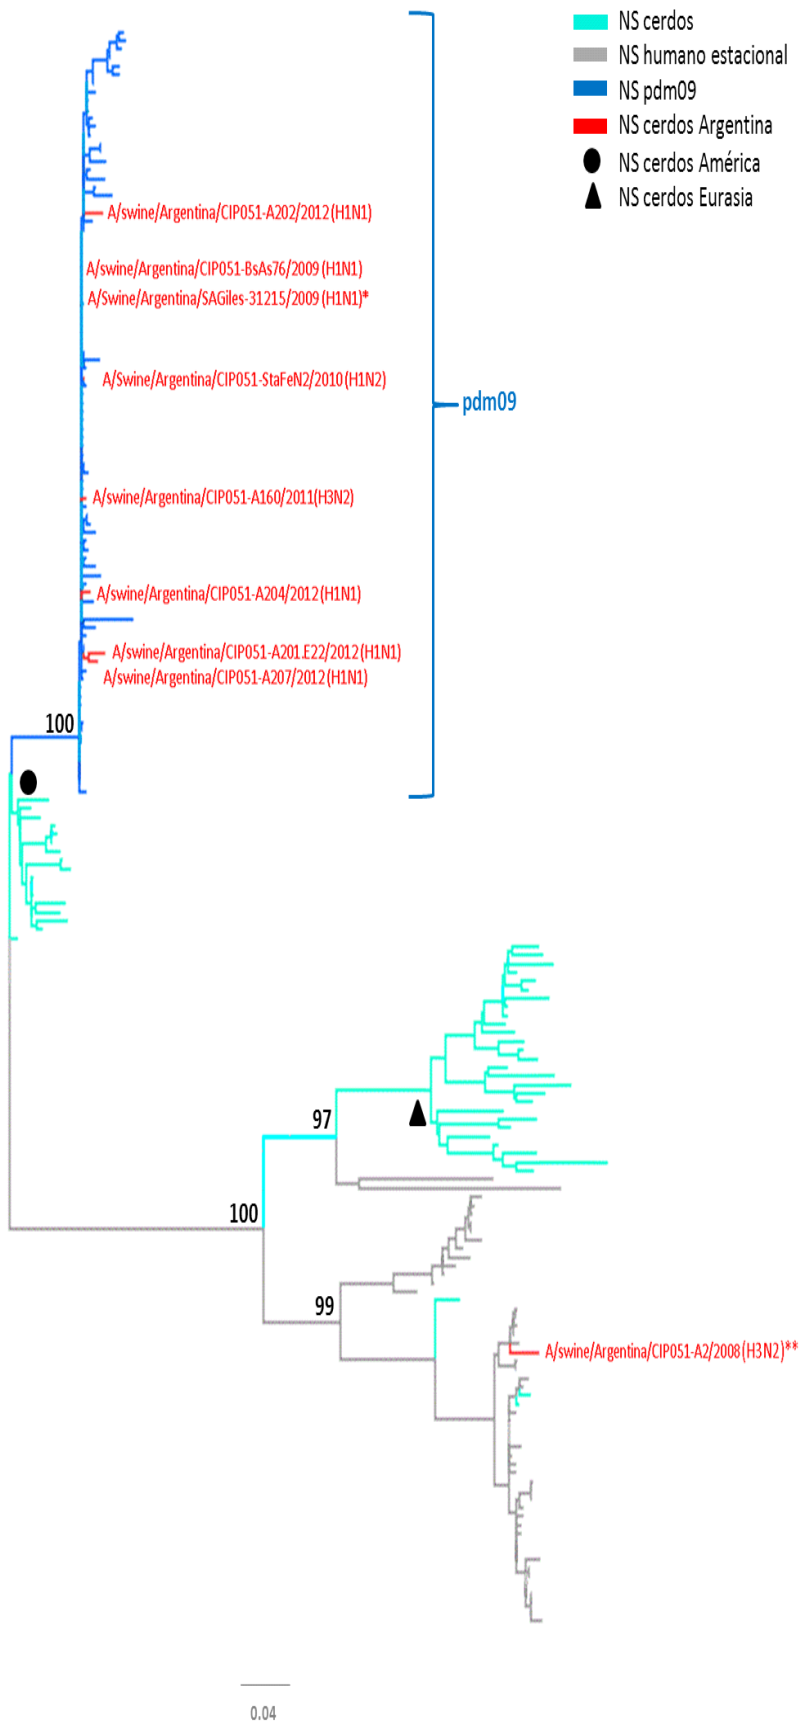 NS cerdos
NS humano estacional
NS pdm09
NS cerdos Argentina
NS cerdos América
NS cerdos Eurasia
A/swine/Argentina/CIP051-A202/2012 (H1N1)
A/swine/Argentina/CIP051-BsAs76/2009 (H1N1)
A/Swine/Argentina/SAGiles-31215/2009 (H1N1)*
A/Swine/Argentina/CIP051-StaFeN2/2010 (H1N2)
pdm09
A/swine/Argentina/CIP051-A160/2011(H3N2)
A/swine/Argentina/CIP051-A204/2012 (H1N1)
A/swine/Argentina/CIP051-A201.E22/2012 (H1N1)
A/swine/Argentina/CIP051-A207/2012 (H1N1)
100
97
100
99
A/swine/Argentina/CIP051-A2/2008 (H3N2)**
0.04